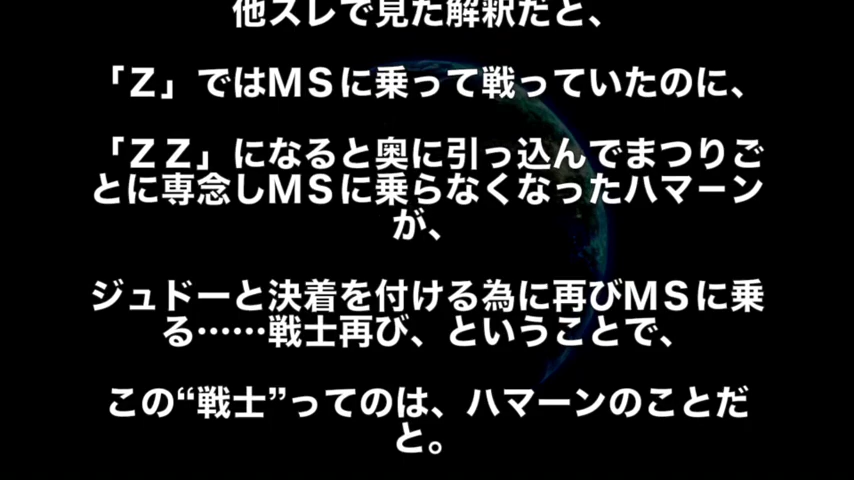 他スレで見た解釈だと、
「Ｚ」ではＭＳに乗って戦っていたのに、
「ＺＺ」になると奥に引っ込んでまつりご
とに専念しＭＳに乗らなくなったハマーン
が、
ジュドーと決着を付ける為に再びＭＳに乗
る……戦士再び、ということで、
この“戦士”ってのは、ハマーンのことだ
と。